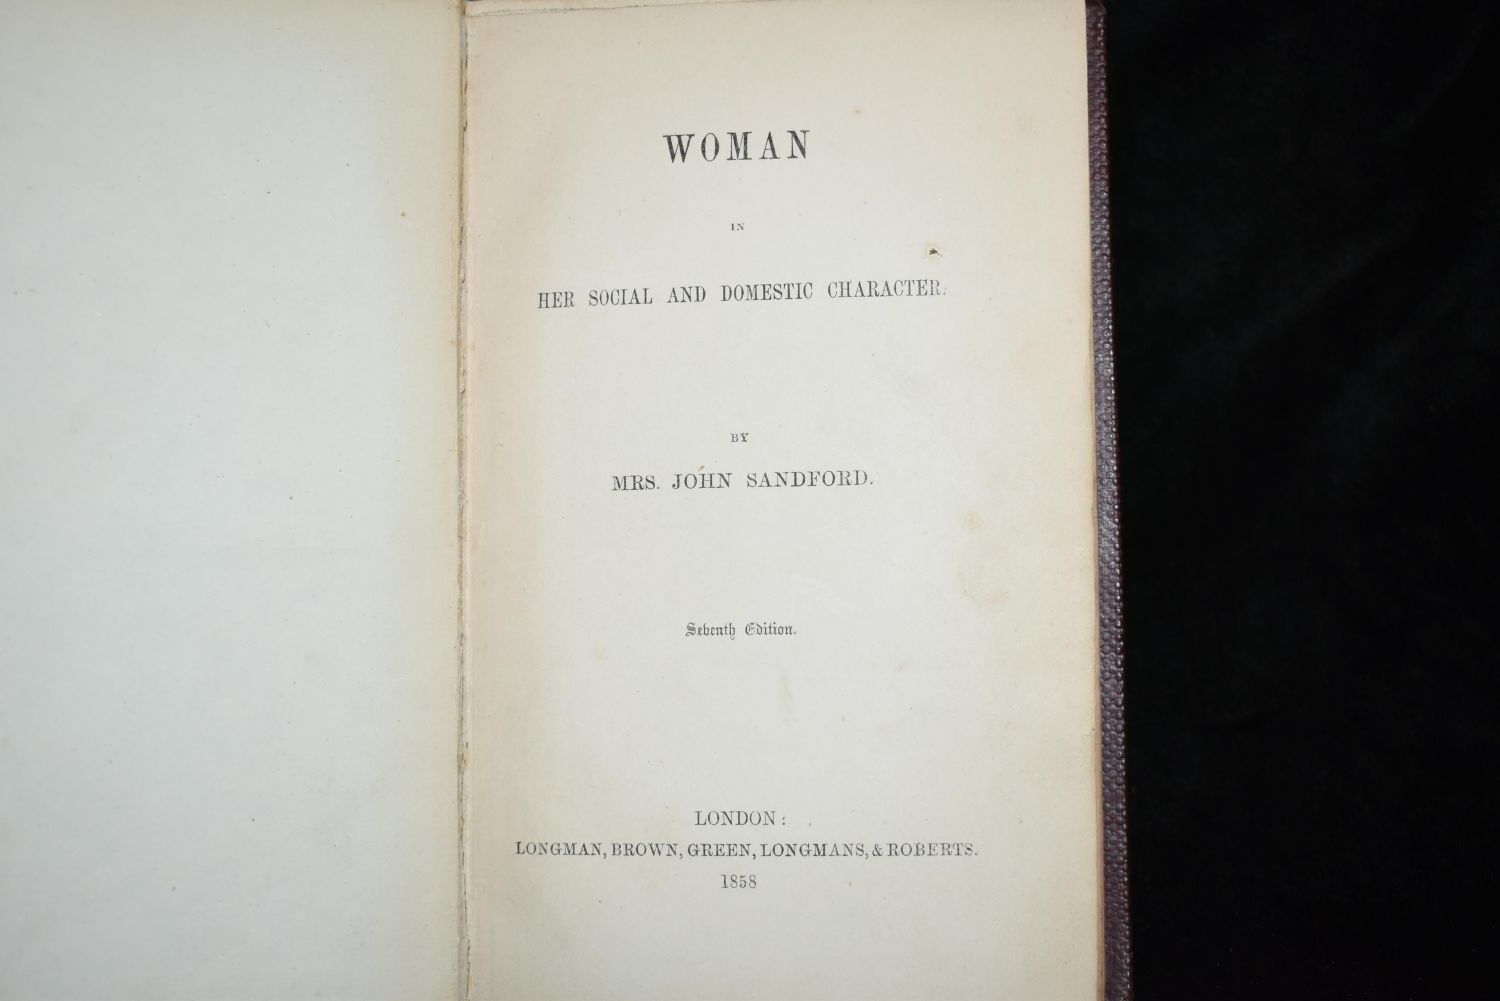 WOMAN
IN
HER SOCIAL AND DOMESTIC CHARACTER.
BY
MRS. JOHN SANDFORD.
Seventh Edition.
LONDON:
LONGMAN, BROWN, GREEN, LONGMANS, & ROBERTS.
1858